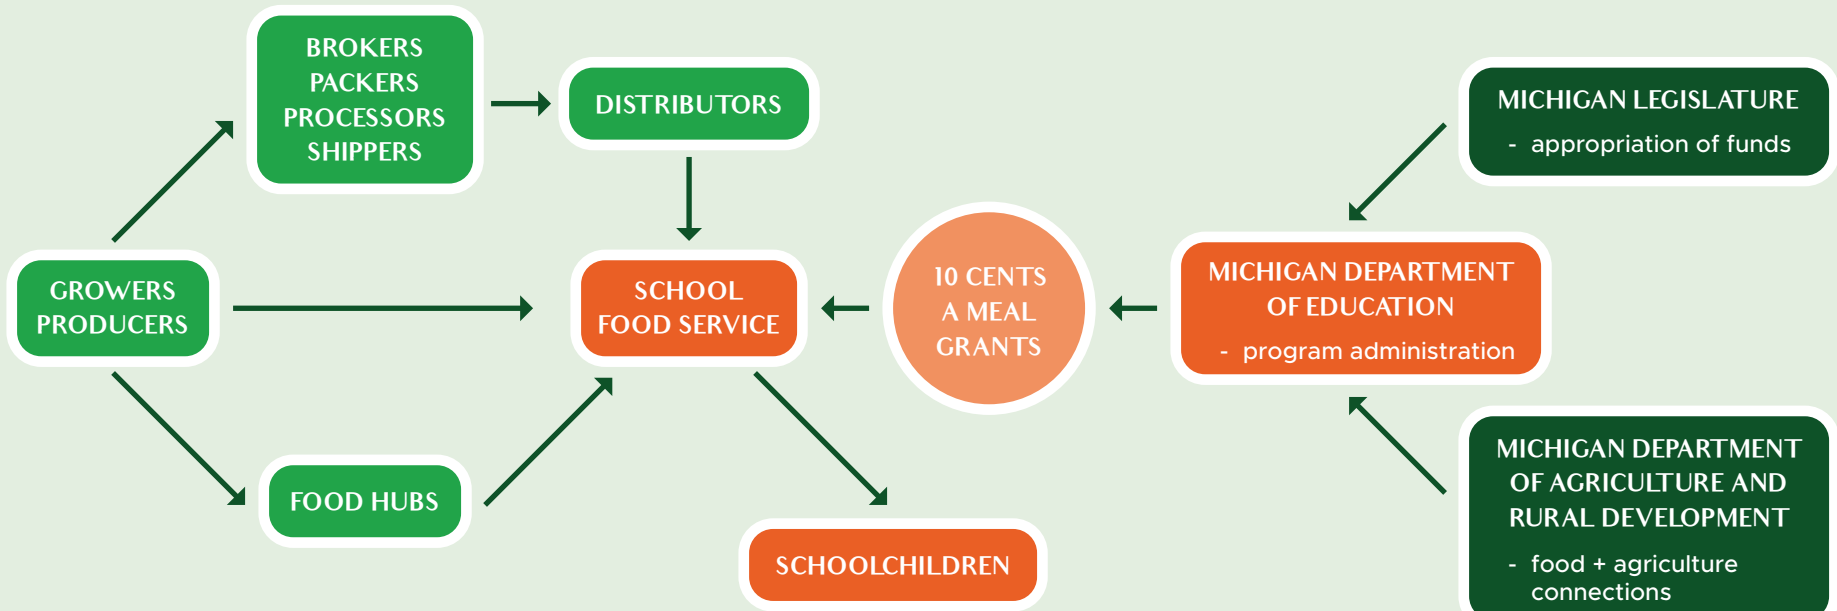 BROKERS
PACKERS
PROCESSORS
SHIPPERS
DISTRIBUTORS
MICHIGAN LEGISLATURE
- appropriation of funds
GROWERS
PRODUCERS
SCHOOL
FOOD SERVICE
10 CENTS
A MEAL
GRANTS
MICHIGAN DEPARTMENT
OF EDUCATION
- program administration
FOOD HUBS
SCHOOLCHILDREN
MICHIGAN DEPARTMENT
OF AGRICULTURE AND
RURAL DEVELOPMENT
- food + agriculture
connections